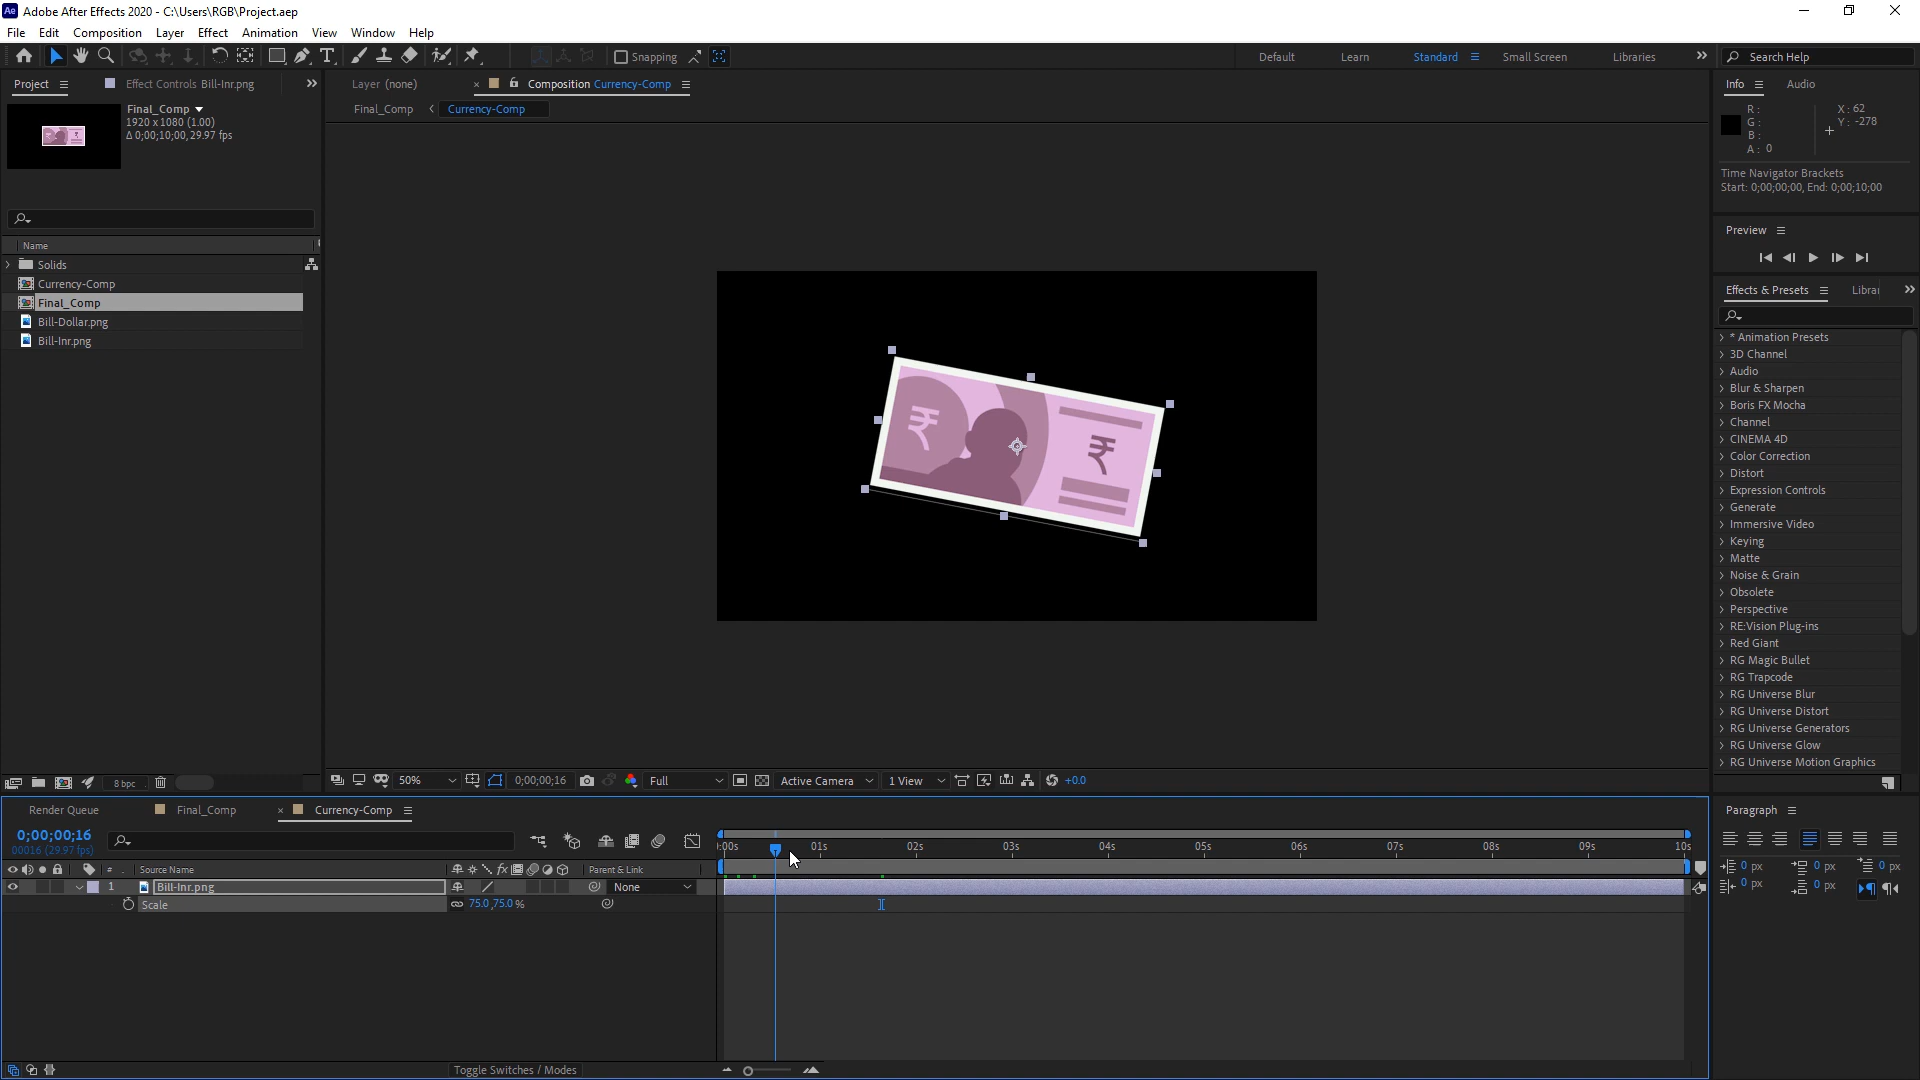 Ae Adobe After Effects 2020 - C:\Users\RGB\Project.aep
File Edit Composition Layer Effect Animation View Window Help
Snapping
Default Learn Standard Small Screen Libraries Search Help
Project Effect Controls Bill-Inr.png
Layer (none) Composition Currency-Comp
Info Audio
Final_Comp
1920 x 1080 (1.00)
Δ 0;00;10;00, 29.97 fps
Final_Comp Currency-Comp
R:
G:
B:
A: 0
X: 62
Y: -278
Time Navigator Brackets
Start: 0;00;00;00, End: 0;00;10;00
Preview
Name
Solids
Currency-Comp
Final_Comp
Bill-Dollar.png
Bill-Inr.png
₹ ₹
Effects & Presets Librar
* Animation Presets
3D Channel
Audio
Blur & Sharpen
Boris FX Mocha
Channel
CINEMA 4D
Color Correction
Distort
Expression Controls
Generate
Immersive Video
Keying
Matte
Noise & Grain
Obsolete
Perspective
RE:Vision Plug-ins
Red Giant
RG Magic Bullet
RG Trapcode
RG Universe Blur
RG Universe Distort
RG Universe Generators
RG Universe Glow
RG Universe Motion Graphics
8 bpc
50% 0;00;00;16 Full Active Camera 1 View +0.0
Render Queue Final_Comp Currency-Comp
0;00;00;16
00016 (29.97 fps)
:00s 01s 02s 03s 04s 05s 06s 07s 08s 09s 10s
# Source Name fx Parent & Link
1 Bill-Inr.png None
Scale 75.0,75.0 %
Toggle Switches / Modes
Paragraph
0 px 0 px 0 px
0 px 0 px